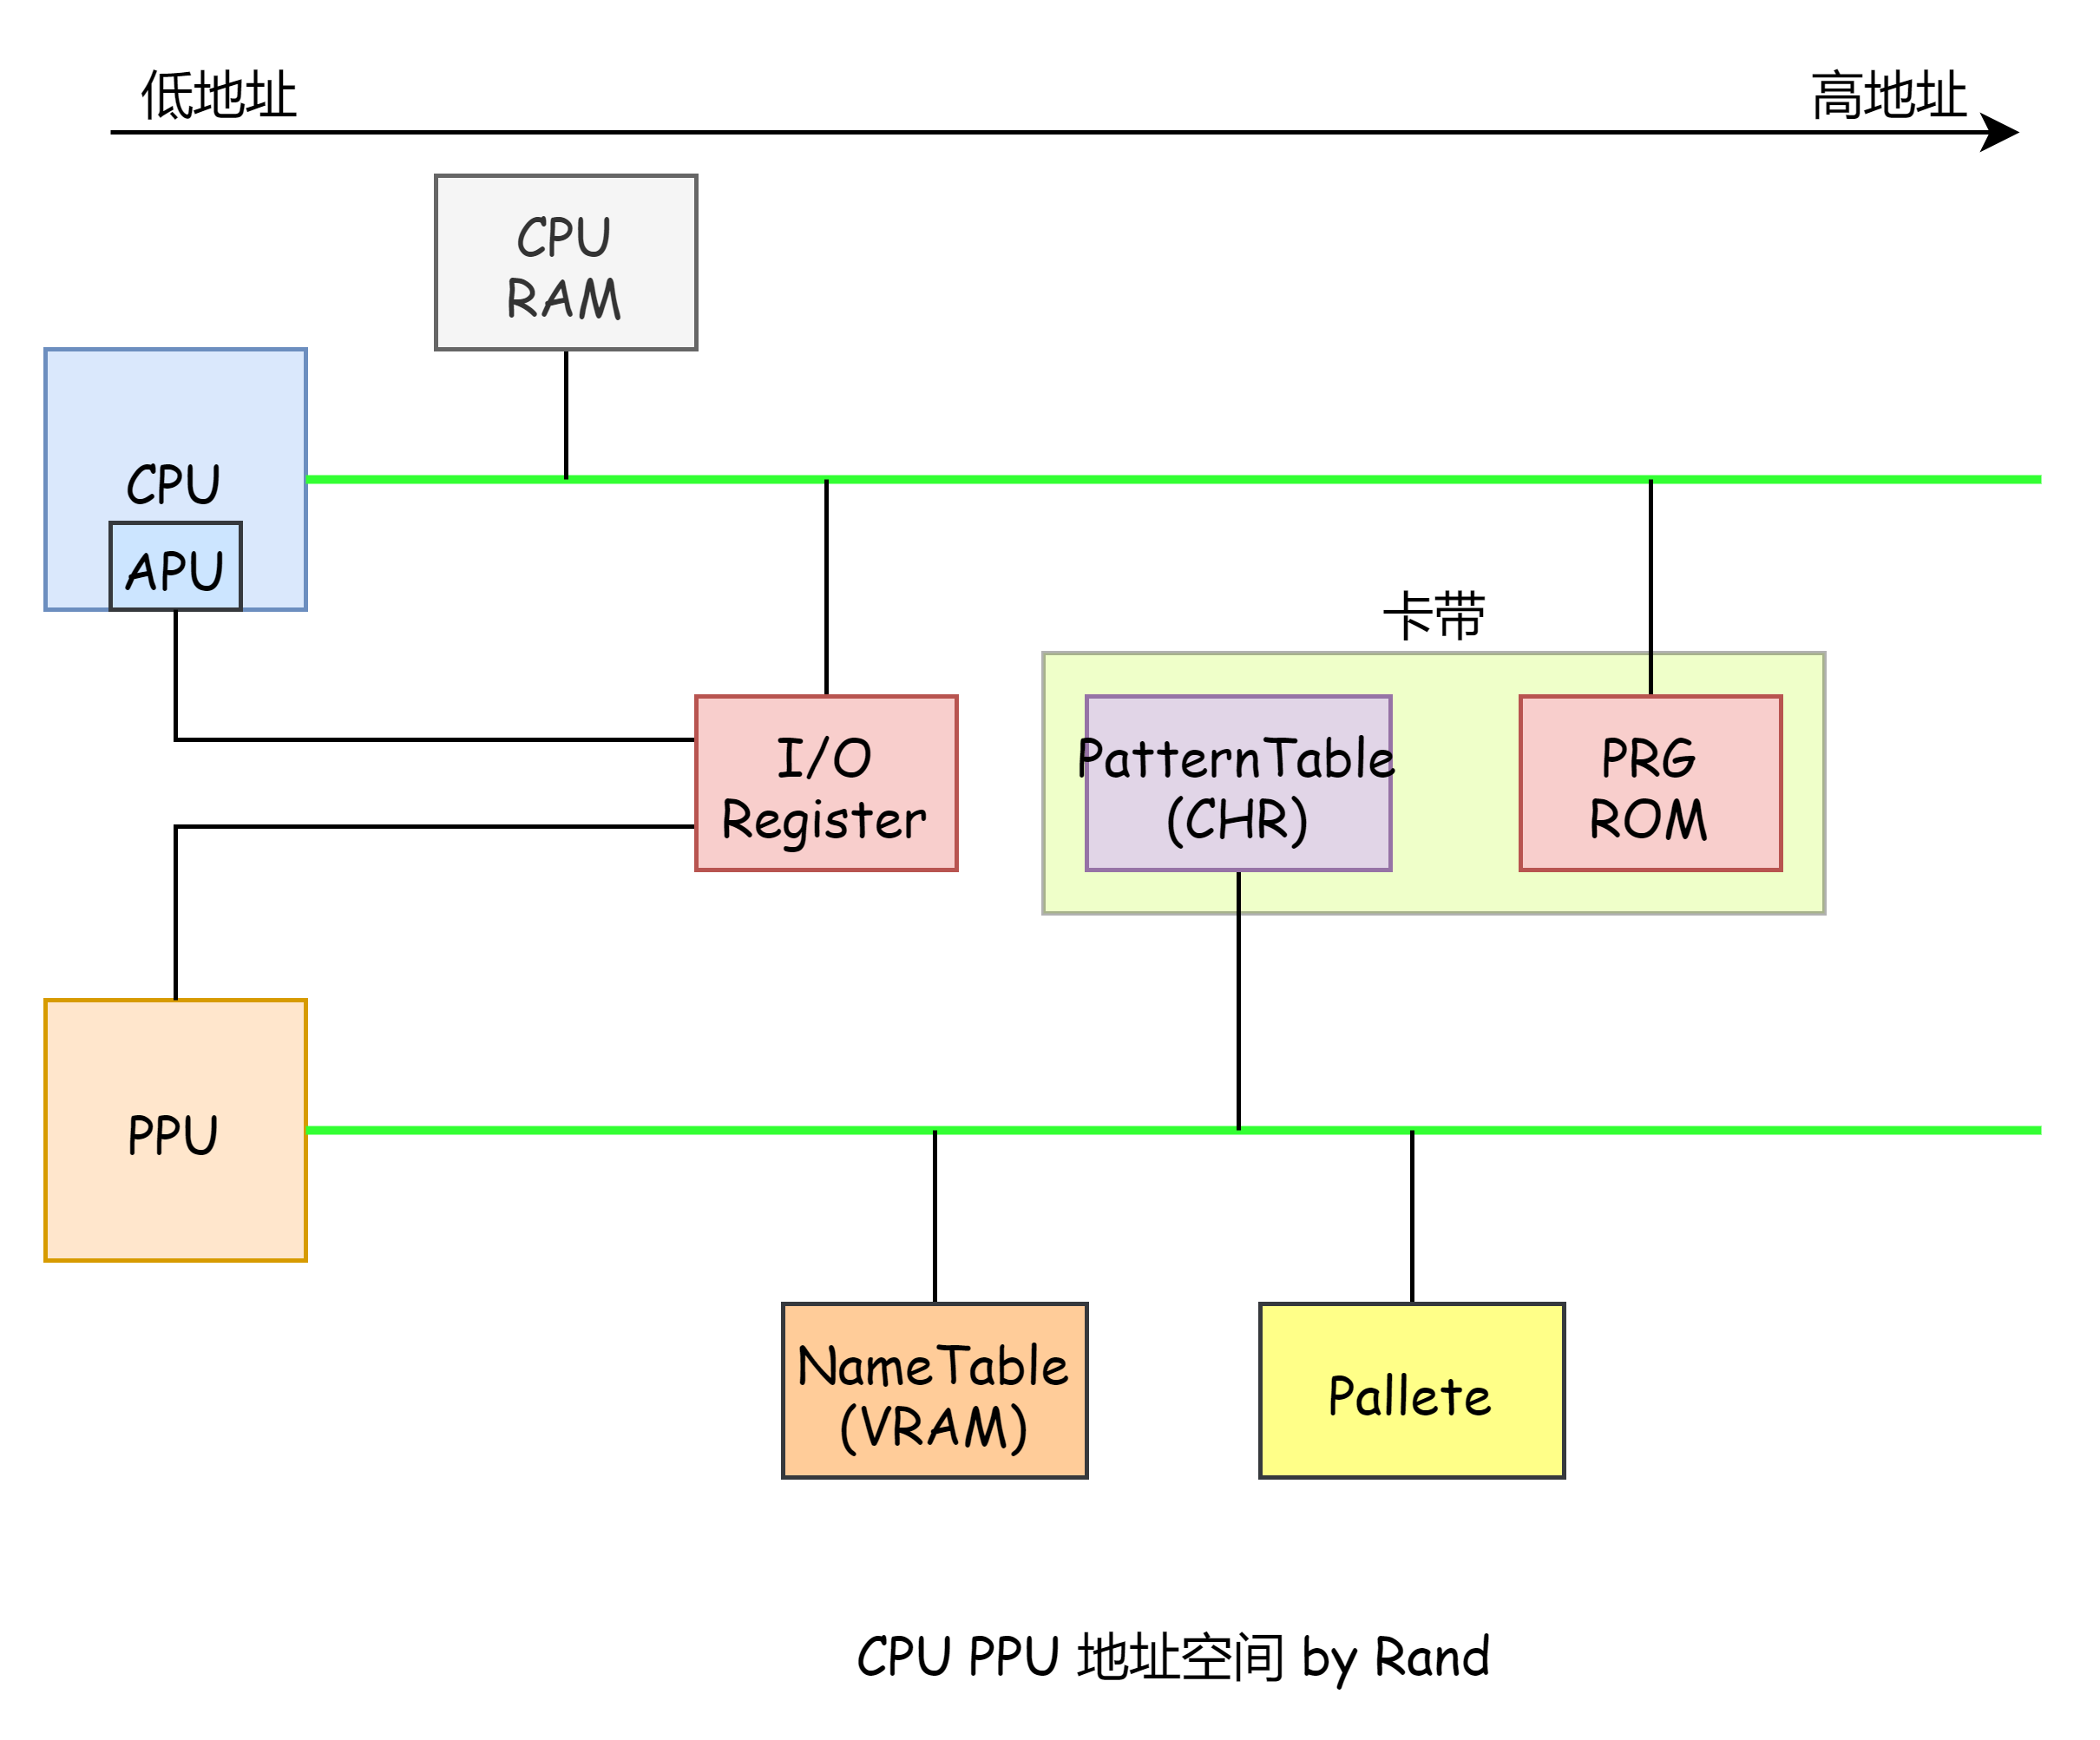 低地址
高地址
CPU
RAM
CPU
APU
卡带
I/O
Register
PatternTable
(CHR)
PRG
ROM
PPU
NameTable
(VRAM)
Pallete
CPU PPU 地址空间 by Rand